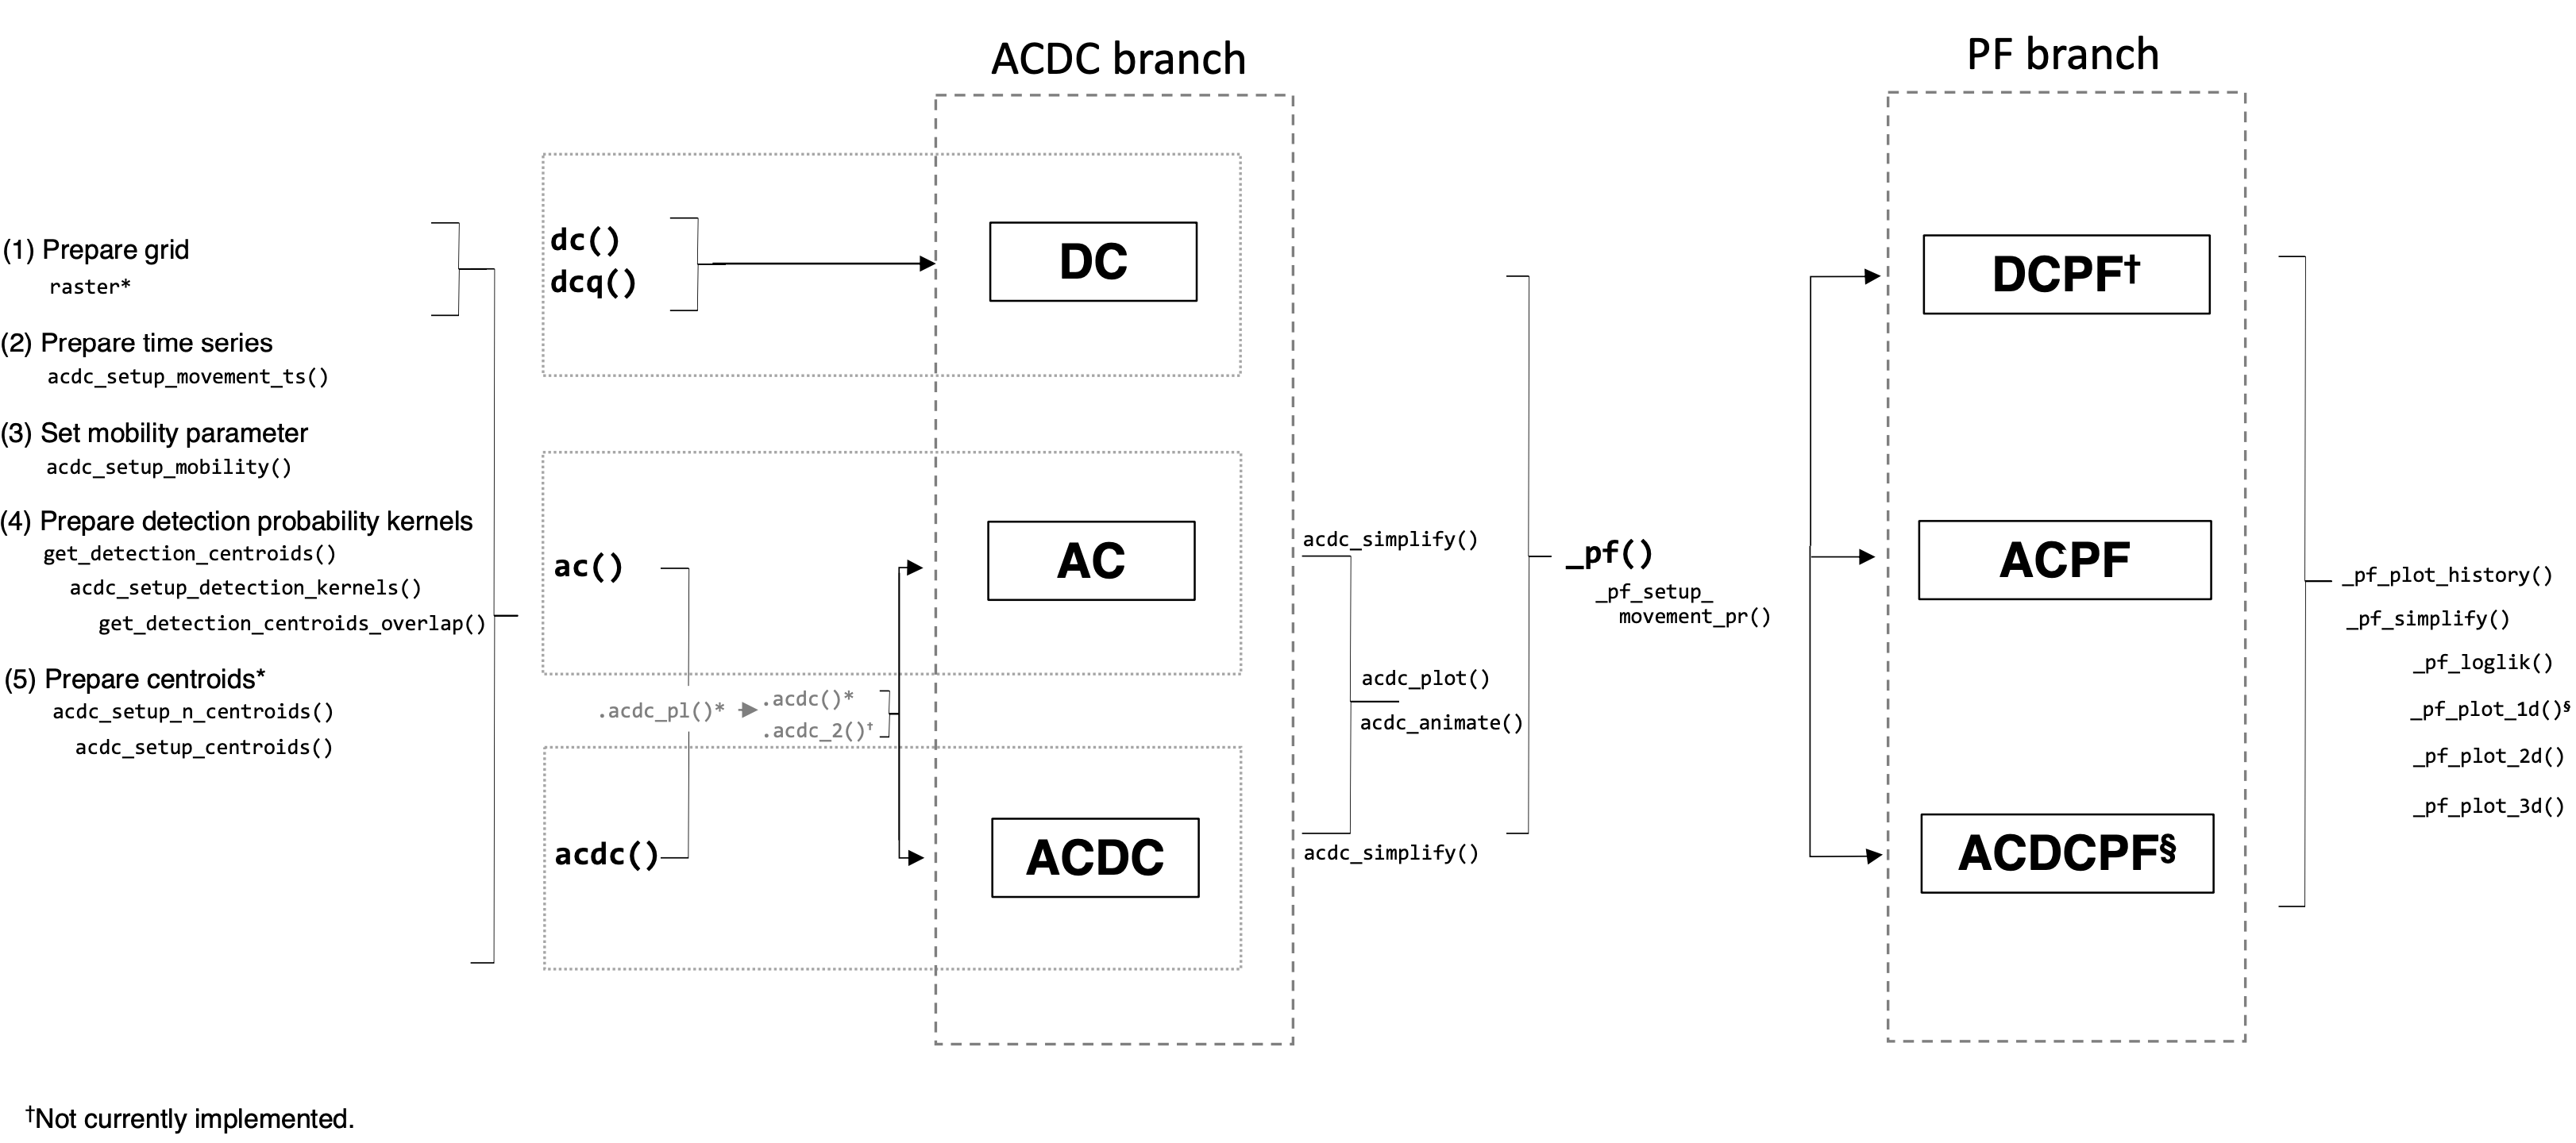 ACDC branch
PF branch
(1) Prepare grid
raster*
(2) Prepare time series
acdc_setup_movement_ts()
(3) Set mobility parameter
acdc_setup_mobility()
(4) Prepare detection probability kernels
get_detection_centroids()
acdc_setup_detection_kernels()
get_detection_centroids_overlap()
(5) Prepare centroids*
acdc_setup_n_centroids()
acdc_setup_centroids()
dc()
dcq()
DC
ac()
AC
.acdc_pl()*
.acdc()*
.acdc_2()†
acdc()
ACDC
acdc_simplify()
acdc_plot()
acdc_animate()
acdc_simplify()
_pf()
_pf_setup_
movement_pr()
DCPF†
ACPF
ACDCPF§
_pf_plot_history()
_pf_simplify()
_pf_loglik()
_pf_plot_1d()§
_pf_plot_2d()
_pf_plot_3d()
†Not currently implemented.